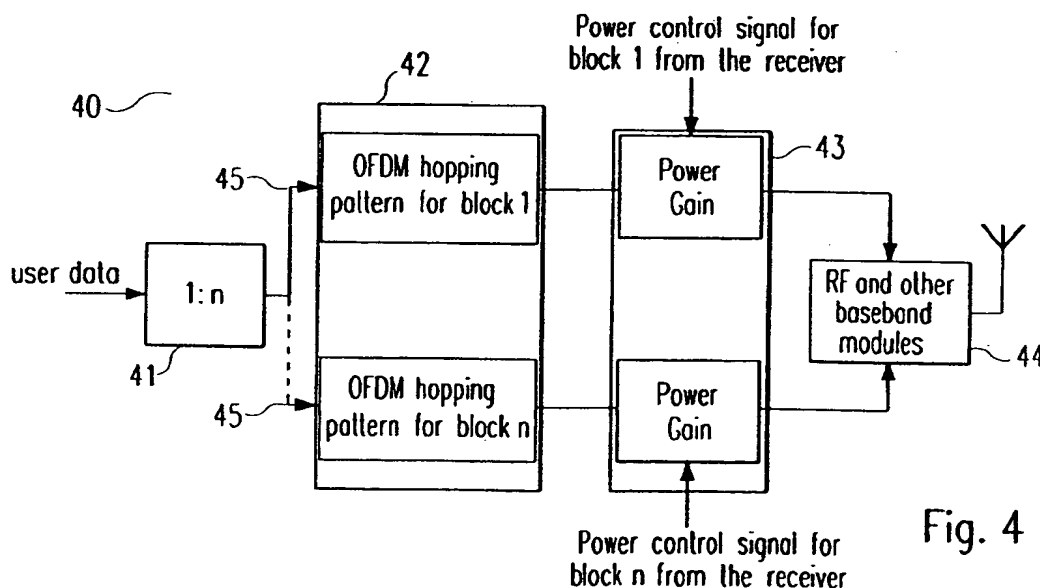 Power control signal for
block 1 from the receiver
42
40
43
OFDM hopping
pattern for block 1
Power
Gain
45
user data
1:n
RF and other
baseband
modules
41
44
45
OFDM hopping
pattern for block n
Power
Gain
Power control signal for
block n from the receiver
Fig. 4